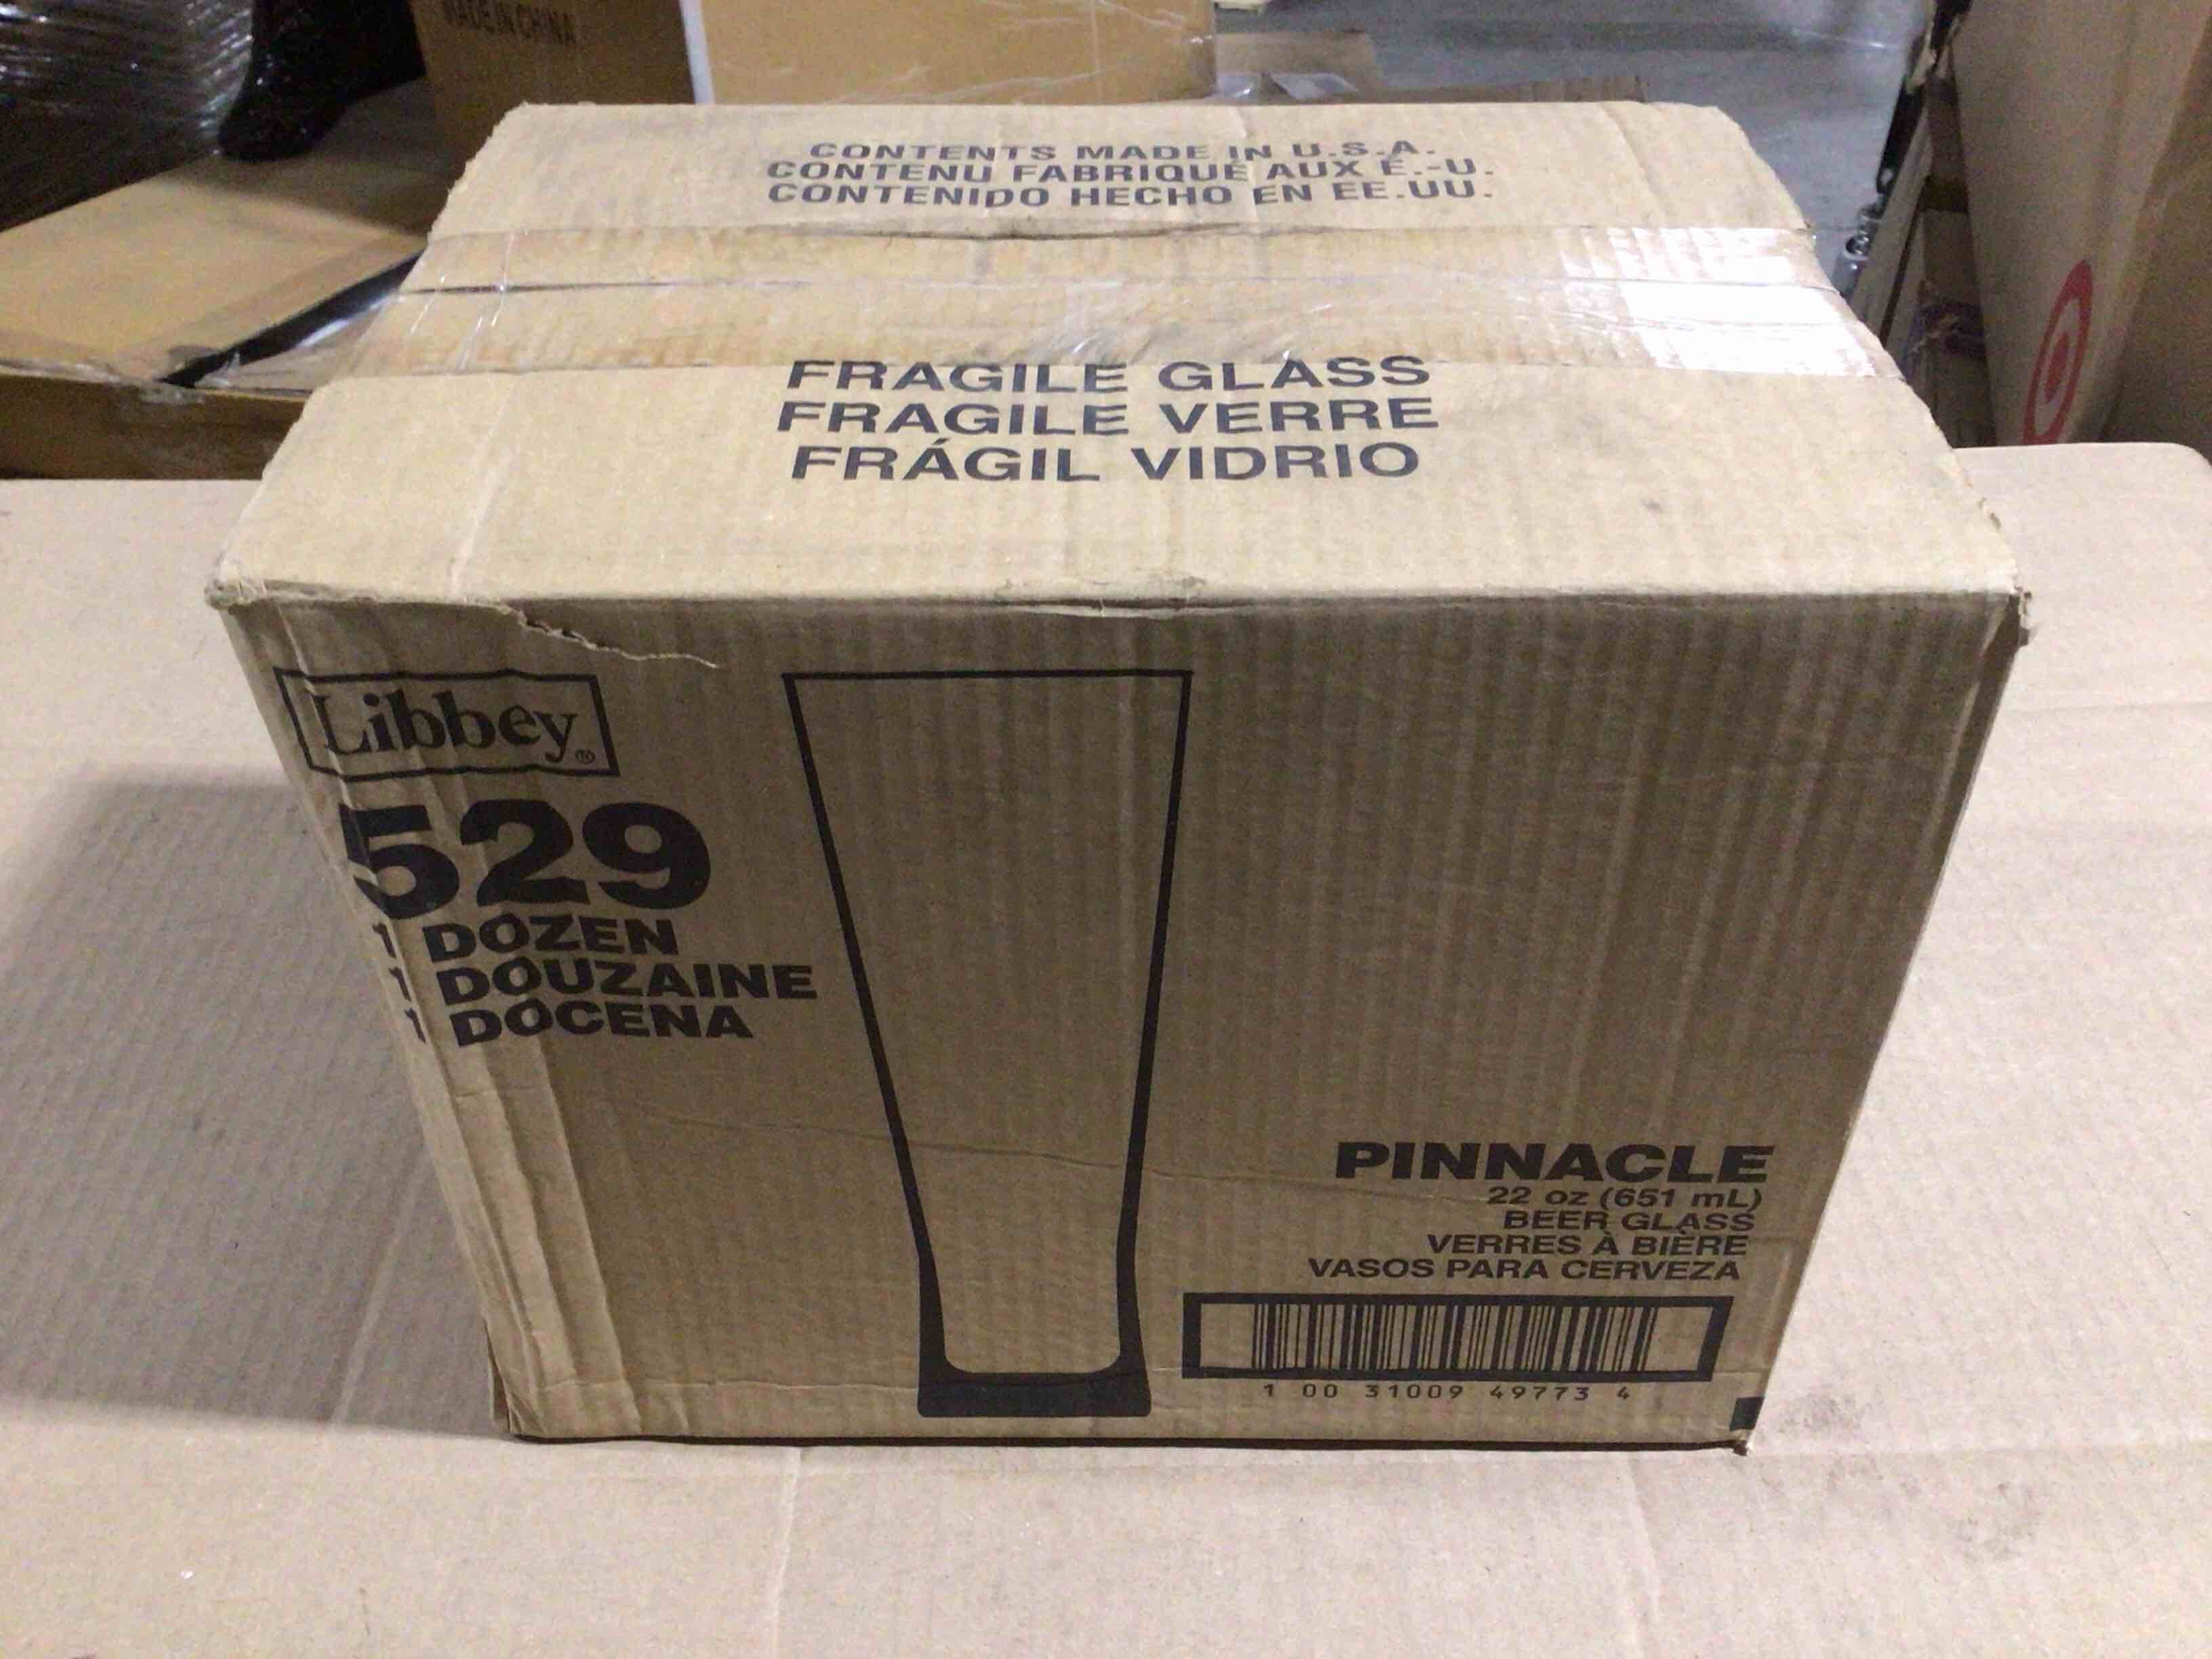 MADE IN CHINA
CONTENTS MADE IN U.S.A.
CONTENU FABRIQUÉ AUX É.-U.
CONTENIDO HECHO EN EE.UU.
FRAGILE GLASS
FRAGILE VERRE
FRÁGIL VIDRIO
Libbey®
529
1 DOZEN
1 DOUZAINE
1 DOCENA
PINNACLE
22 oz (651 mL)
BEER GLASS
VERRES À BIÈRE
VASOS PARA CERVEZA
1 00 31009 49773 4